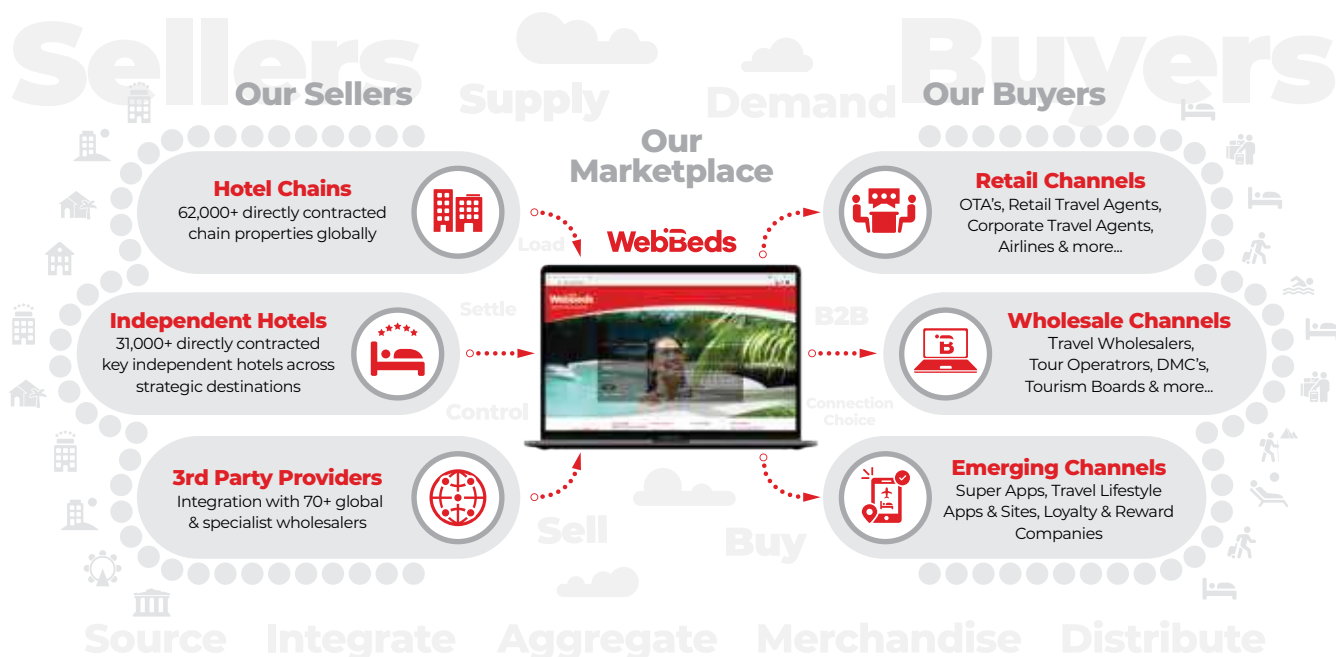 Sellers
Buyers
Our Sellers
Supply
Demand
Our Buyers
Our
Marketplace
Hotel Chains
62,000+ directly contracted
chain properties globally
Load
WebBeds
Retail Channels
OTA's, Retail Travel Agents,
Corporate Travel Agents,
Airlines & more...
WebBeds
Settle
B2B
Independent Hotels
31,000+ directly contracted
key independent hotels across
strategic destinations
B
Wholesale Channels
Travel Wholesalers,
Tour Operatrors, DMC's,
Tourism Boards & more...
Control
Connection
Choice
3rd Party Providers
Integration with 70+ global
& specialist wholesalers
Emerging Channels
Super Apps, Travel Lifestyle
Apps & Sites, Loyalty & Reward
Companies
Sell
Buy
Source Integrate Aggregate Merchandise Distribute